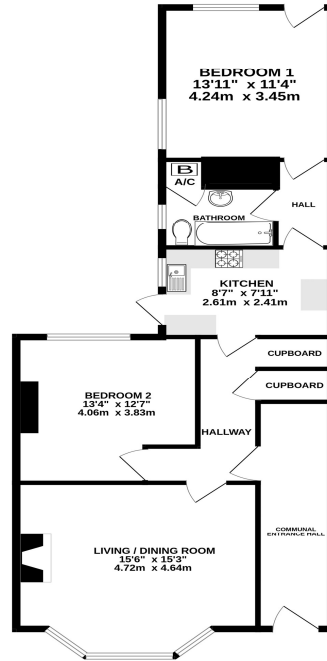 BEDROOM 1
13'11" x 11'4"
4.24m x 3.45m
B
A/C
BATHROOM
HALL
KITCHEN
8'7" x 7'11"
2.61m x 2.41m
CUPBOARD
CUPBOARD
BEDROOM 2
13'4" x 12'7"
4.06m x 3.83m
HALLWAY
COMMUNAL
ENTRANCE HALL
LIVING / DINING ROOM
15'6" x 15'3"
4.72m x 4.64m